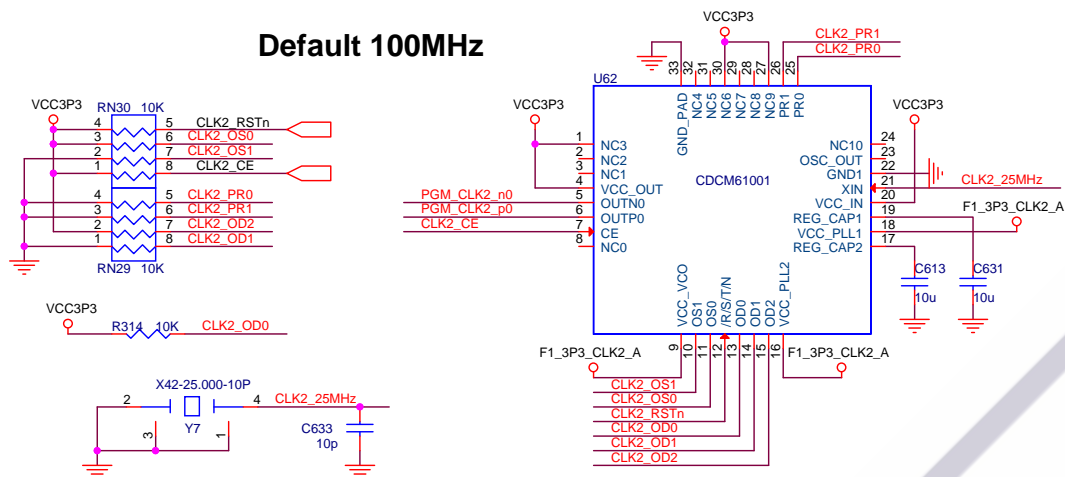 Default 100MHz
VCC3P3
RN30 10K
4 5 CLK2_RSTn
3 6 CLK2_OS0
2 7 CLK2_OS1
1 8 CLK2_CE
4 5 CLK2_PR0
3 6 CLK2_PR1
2 7 CLK2_OD2
1 8 CLK2_OD1
RN29 10K
VCC3P3
R314 10K CLK2_OD0
X42-25.000-10P
2 4 CLK2_25MHz
3 1
Y7
C633
10p
VCC3P3
CLK2_PR1
CLK2_PR0
33 32 31 30 29 28 27 26 25
U62
GND_PAD NC4 NC5 NC6 NC7 NC8 NC9 PR1 PR0
VCC3P3
VCC3P3
1 NC3
2 NC2
3 NC1
4 VCC_OUT
PGM_CLK2_n0 5 OUTN0
PGM_CLK2_p0 6 OUTP0
CLK2_CE 7 CE
8 NC0
CDCM61001
NC10 24
OSC_OUT 23
GND1 22
XIN 21 CLK2_25MHz
VCC_IN 20
REG_CAP1 19
F1_3P3_CLK2_A
VCC_PLL1 18
REG_CAP2 17
C613
10u
C631
10u
VCC_VCO OS1 OS0 /R/S/T/N OD0 OD1 OD2 VCC_PLL2
9 10 11 12 13 14 15 16
F1_3P3_CLK2_A
F1_3P3_CLK2_A
CLK2_OS1
CLK2_OS0
CLK2_RSTn
CLK2_OD0
CLK2_OD1
CLK2_OD2